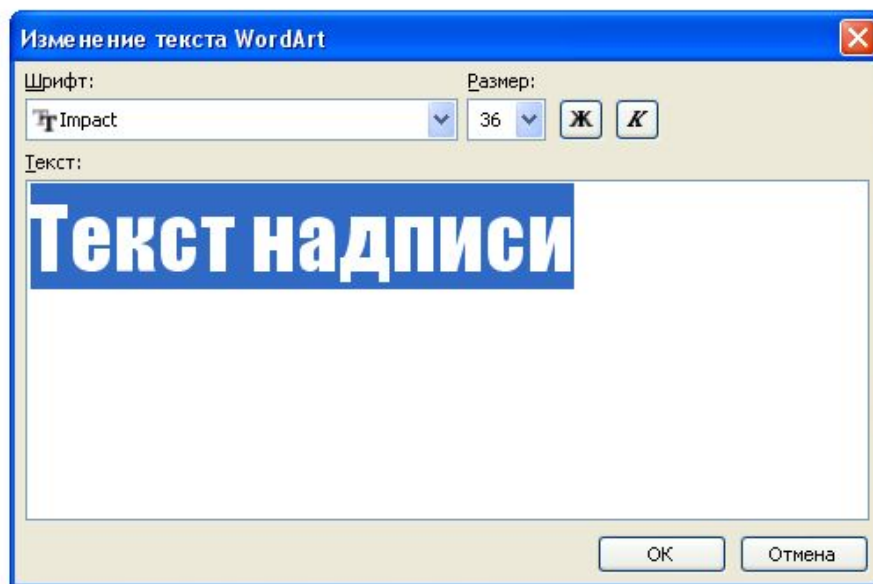 Изменение текста WordArt
Шрифт: Размер:
Impact 36 Ж К
Текст:
Текст надписи
ОК Отмена